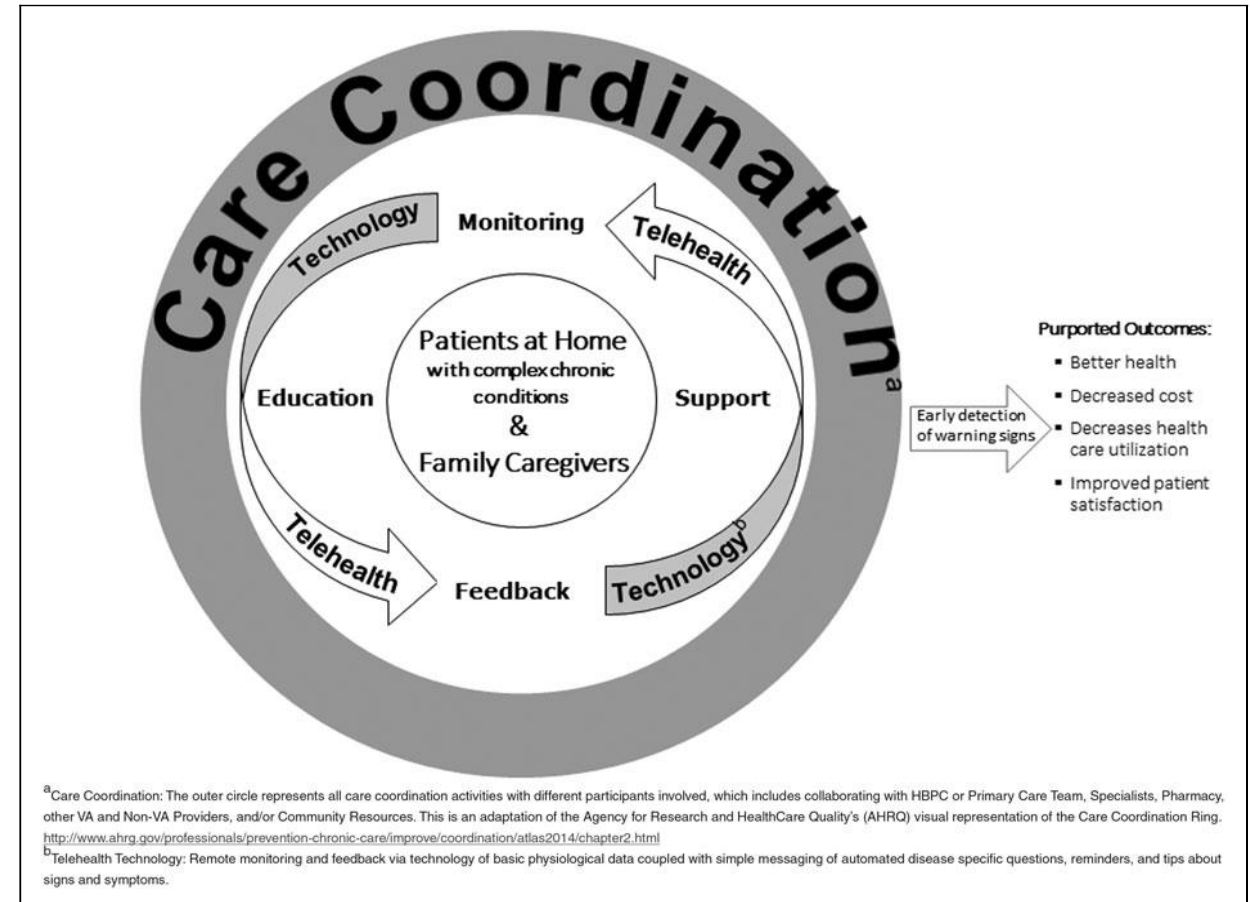 Care Coordination a
Technology
Monitoring
Telehealth
Patients at Home
with complex chronic
conditions
&
Family Caregivers
Education
Support
Telehealth
Feedback
Technology b
Early detection
of warning signs
Purported Outcomes:
▪ Better health
▪ Decreased cost
▪ Decreases health
care utilization
▪ Improved patient
satisfaction
a Care Coordination: The outer circle represents all care coordination activities with different participants involved, which includes collaborating with HBPC or Primary Care Team, Specialists, Pharmacy,
other VA and Non-VA Providers, and/or Community Resources. This is an adaptation of the Agency for Research and HealthCare Quality's (AHRQ) visual representation of the Care Coordination Ring.
http://www.ahrg.gov/professionals/prevention-chronic-care/improve/coordination/atlas2014/chapter2.html
b Telehealth Technology: Remote monitoring and feedback via technology of basic physiological data coupled with simple messaging of automated disease specific questions, reminders, and tips about
signs and symptoms.